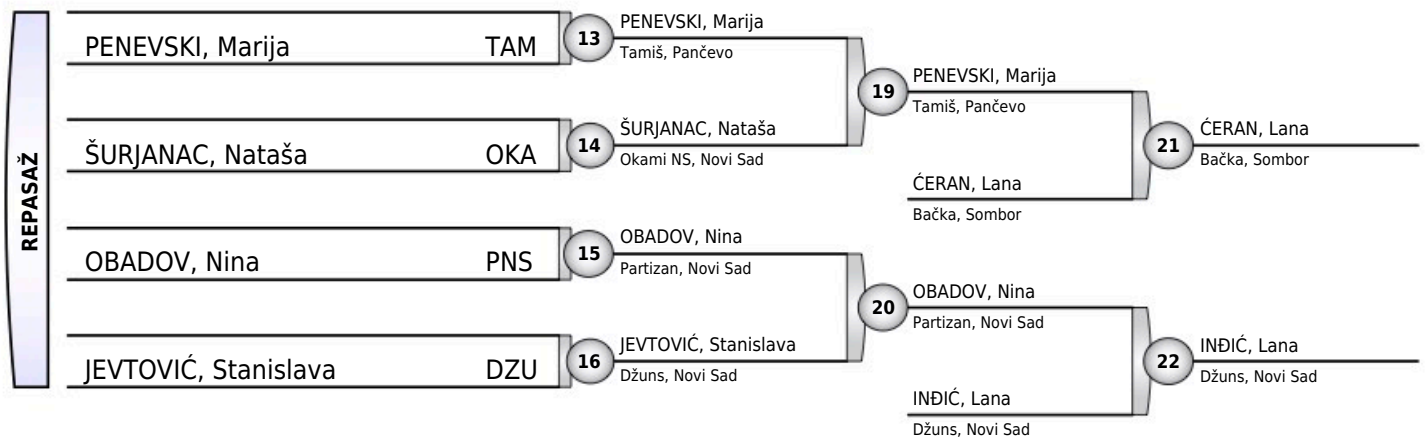 REPASAŽ
PENEVSKI, Marija TAM
ŠURJANAC, Nataša OKA
OBADOV, Nina PNS
JEVTOVIĆ, Stanislava DZU
13
PENEVSKI, Marija
Tamiš, Pančevo
14
ŠURJANAC, Nataša
Okami NS, Novi Sad
15
OBADOV, Nina
Partizan, Novi Sad
16
JEVTOVIĆ, Stanislava
Džuns, Novi Sad
19
PENEVSKI, Marija
Tamiš, Pančevo
ĆERAN, Lana
Bačka, Sombor
20
OBADOV, Nina
Partizan, Novi Sad
INĐIĆ, Lana
Džuns, Novi Sad
21
ĆERAN, Lana
Bačka, Sombor
22
INĐIĆ, Lana
Džuns, Novi Sad